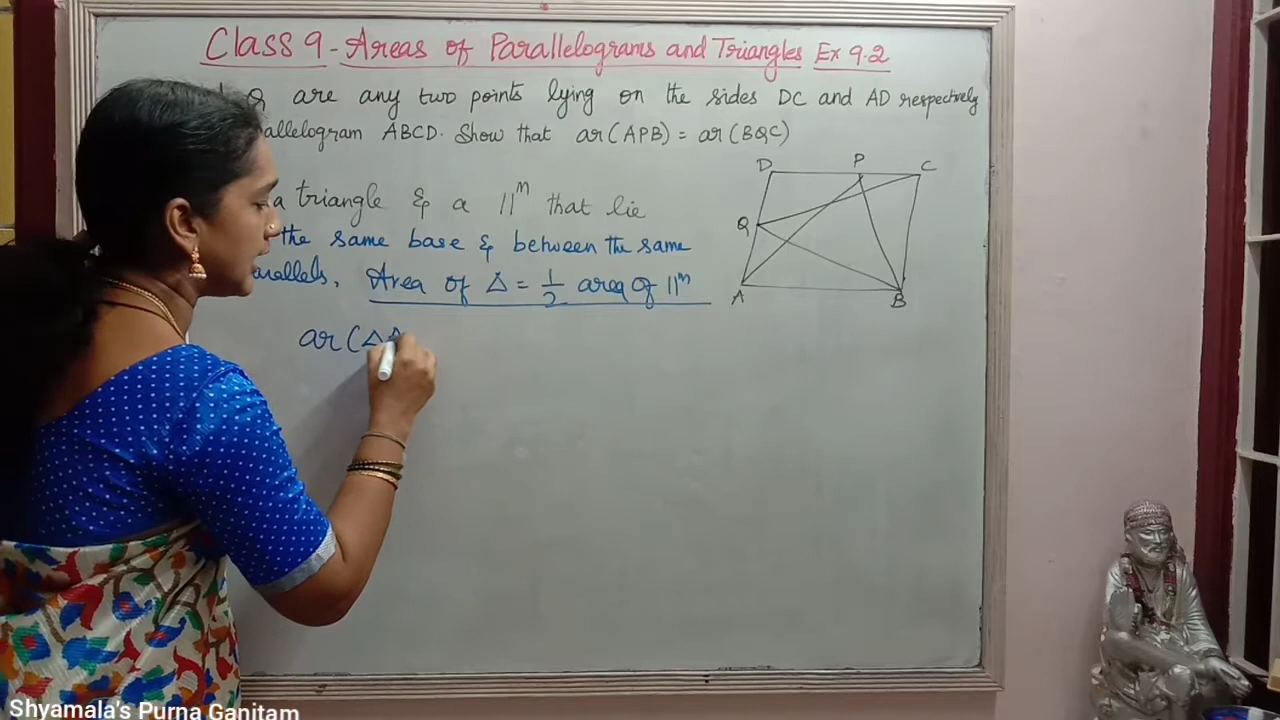 Class 9 - Areas of Parallelograms and Triangles Ex 9.2
Q are any two points lying on the sides DC and AD respectively
allelogram ABCD. Show that ar(APB) = ar(BQC)
D P C
a triangle & a ||m that lie
Q
the same base & between the same
arallels, Area of Δ = 1/2 area of ||m
A B
ar(Δ
Shyamala's Purna Ganitam